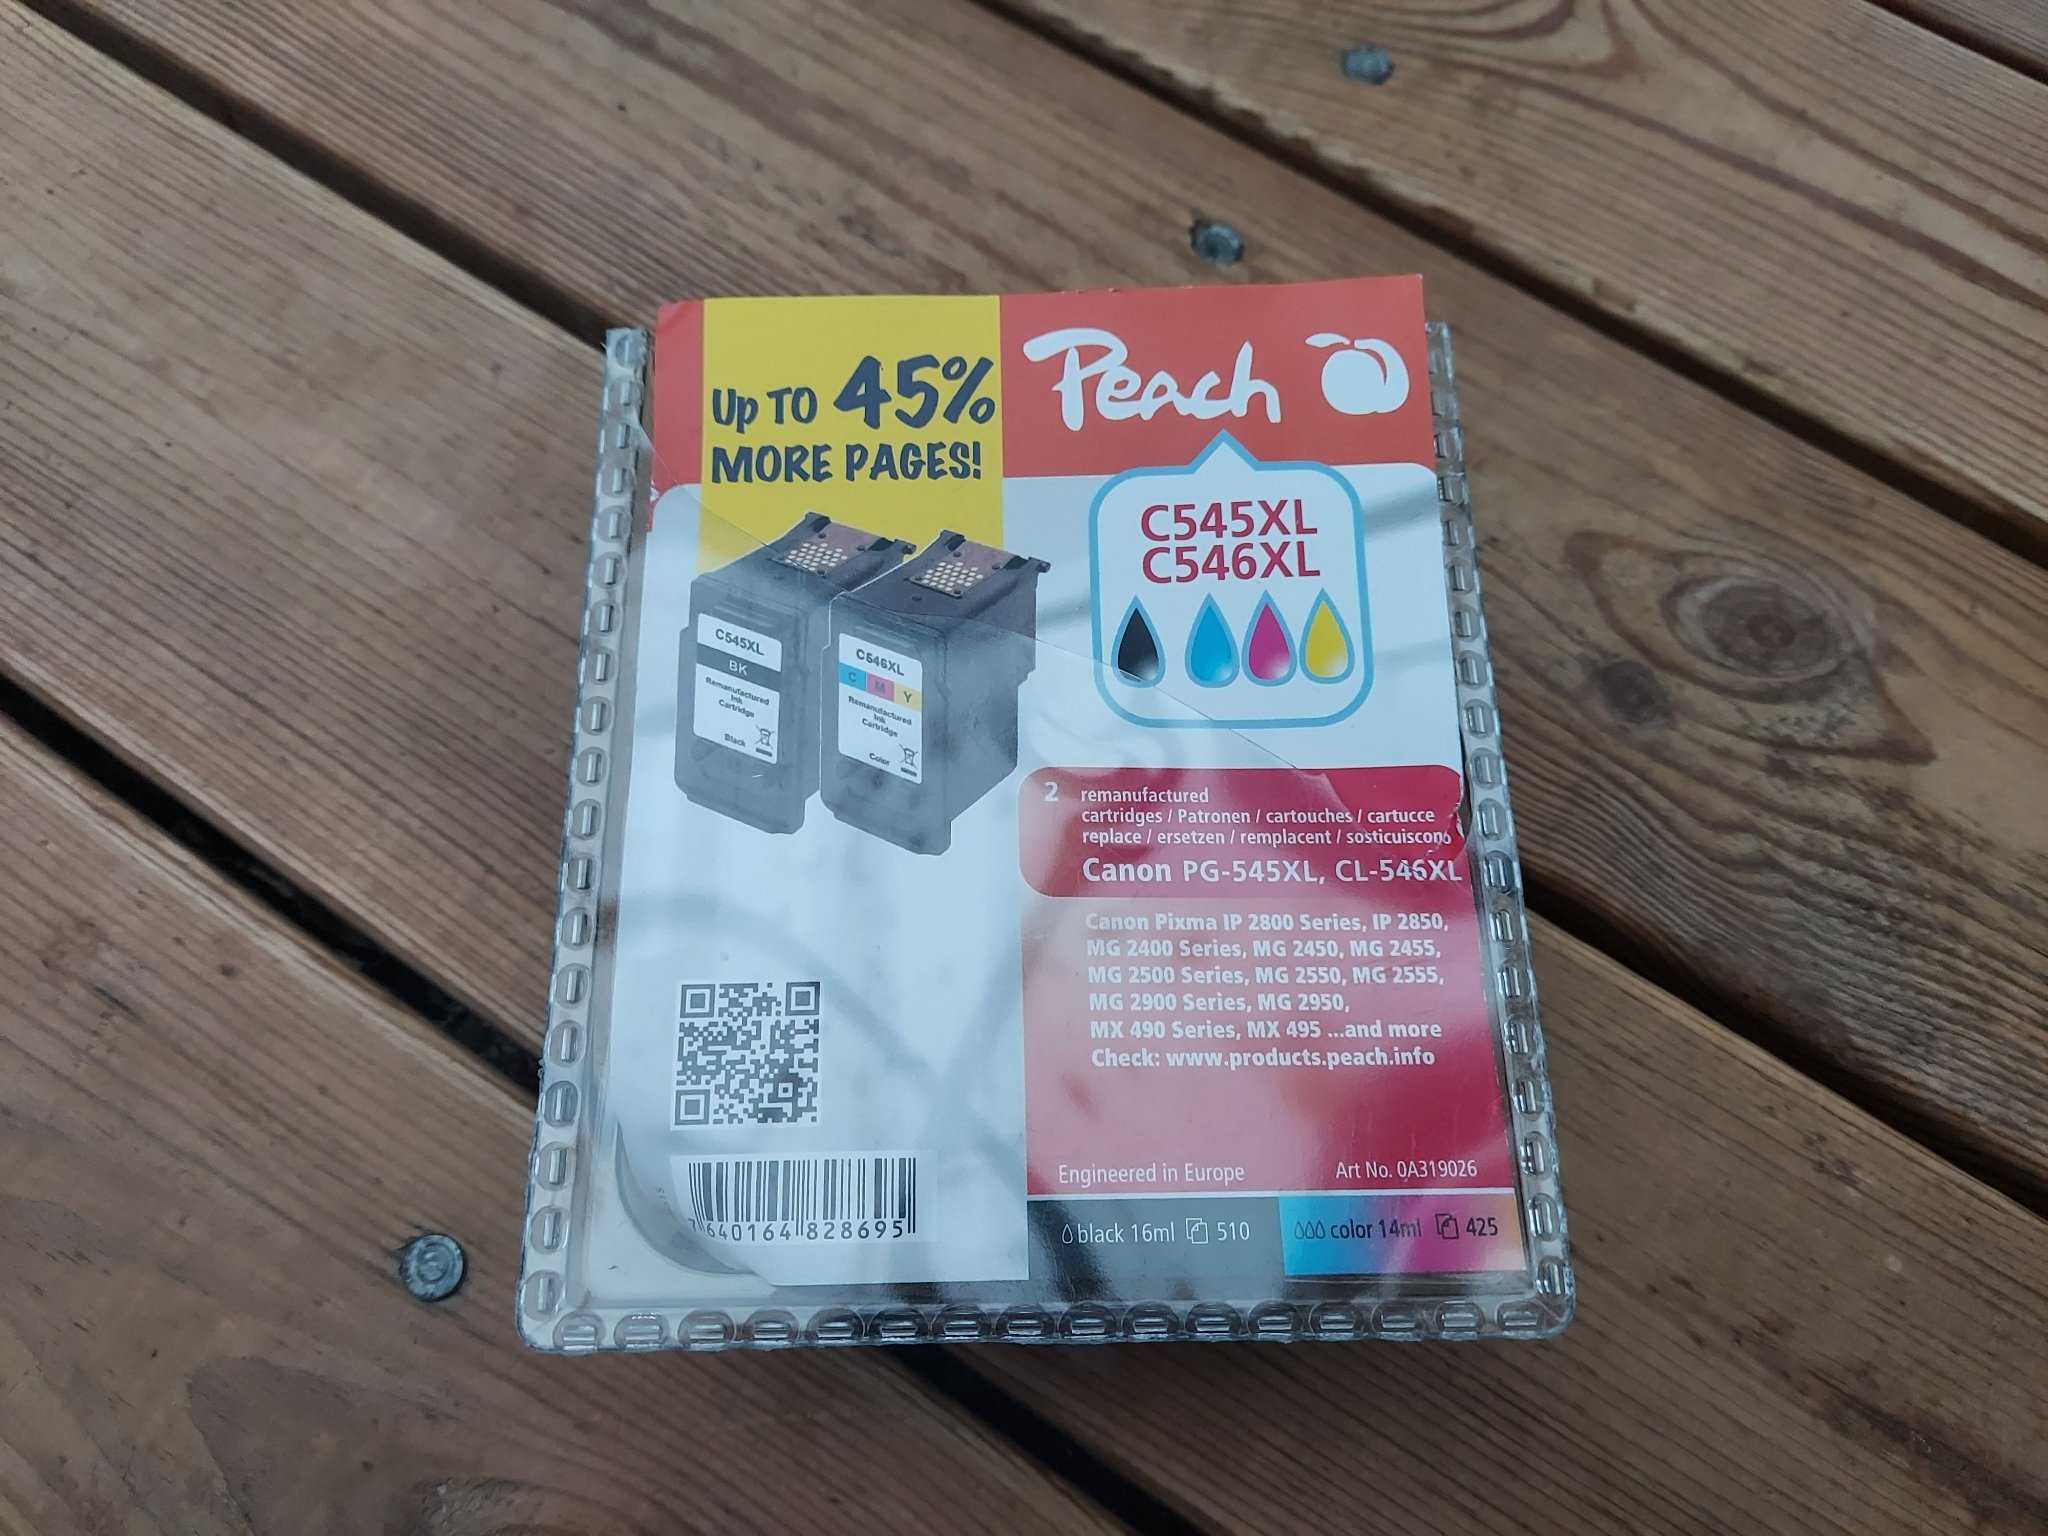 Up to 45%
MORE PAGES!
Peach
C545XL
C546XL
C545XL
BK
Remanufactured
Ink
Cartridge
Black
C546XL
C M Y
Remanufactured
Ink
Cartridge
Color
2 remanufactured
cartridges / Patronen / cartouches / cartucce
replace / ersetzen / remplacent / sosticuiscono
Canon PG-545XL, CL-546XL
Canon Pixma IP 2800 Series, IP 2850,
MG 2400 Series, MG 2450, MG 2455,
MG 2500 Series, MG 2550, MG 2555,
MG 2900 Series, MG 2950,
MX 490 Series, MX 495 ...and more
Check: www.products.peach.info
Engineered in Europe
Art No. 0A319026
7 640164 828695
black 16ml 510
color 14ml 425